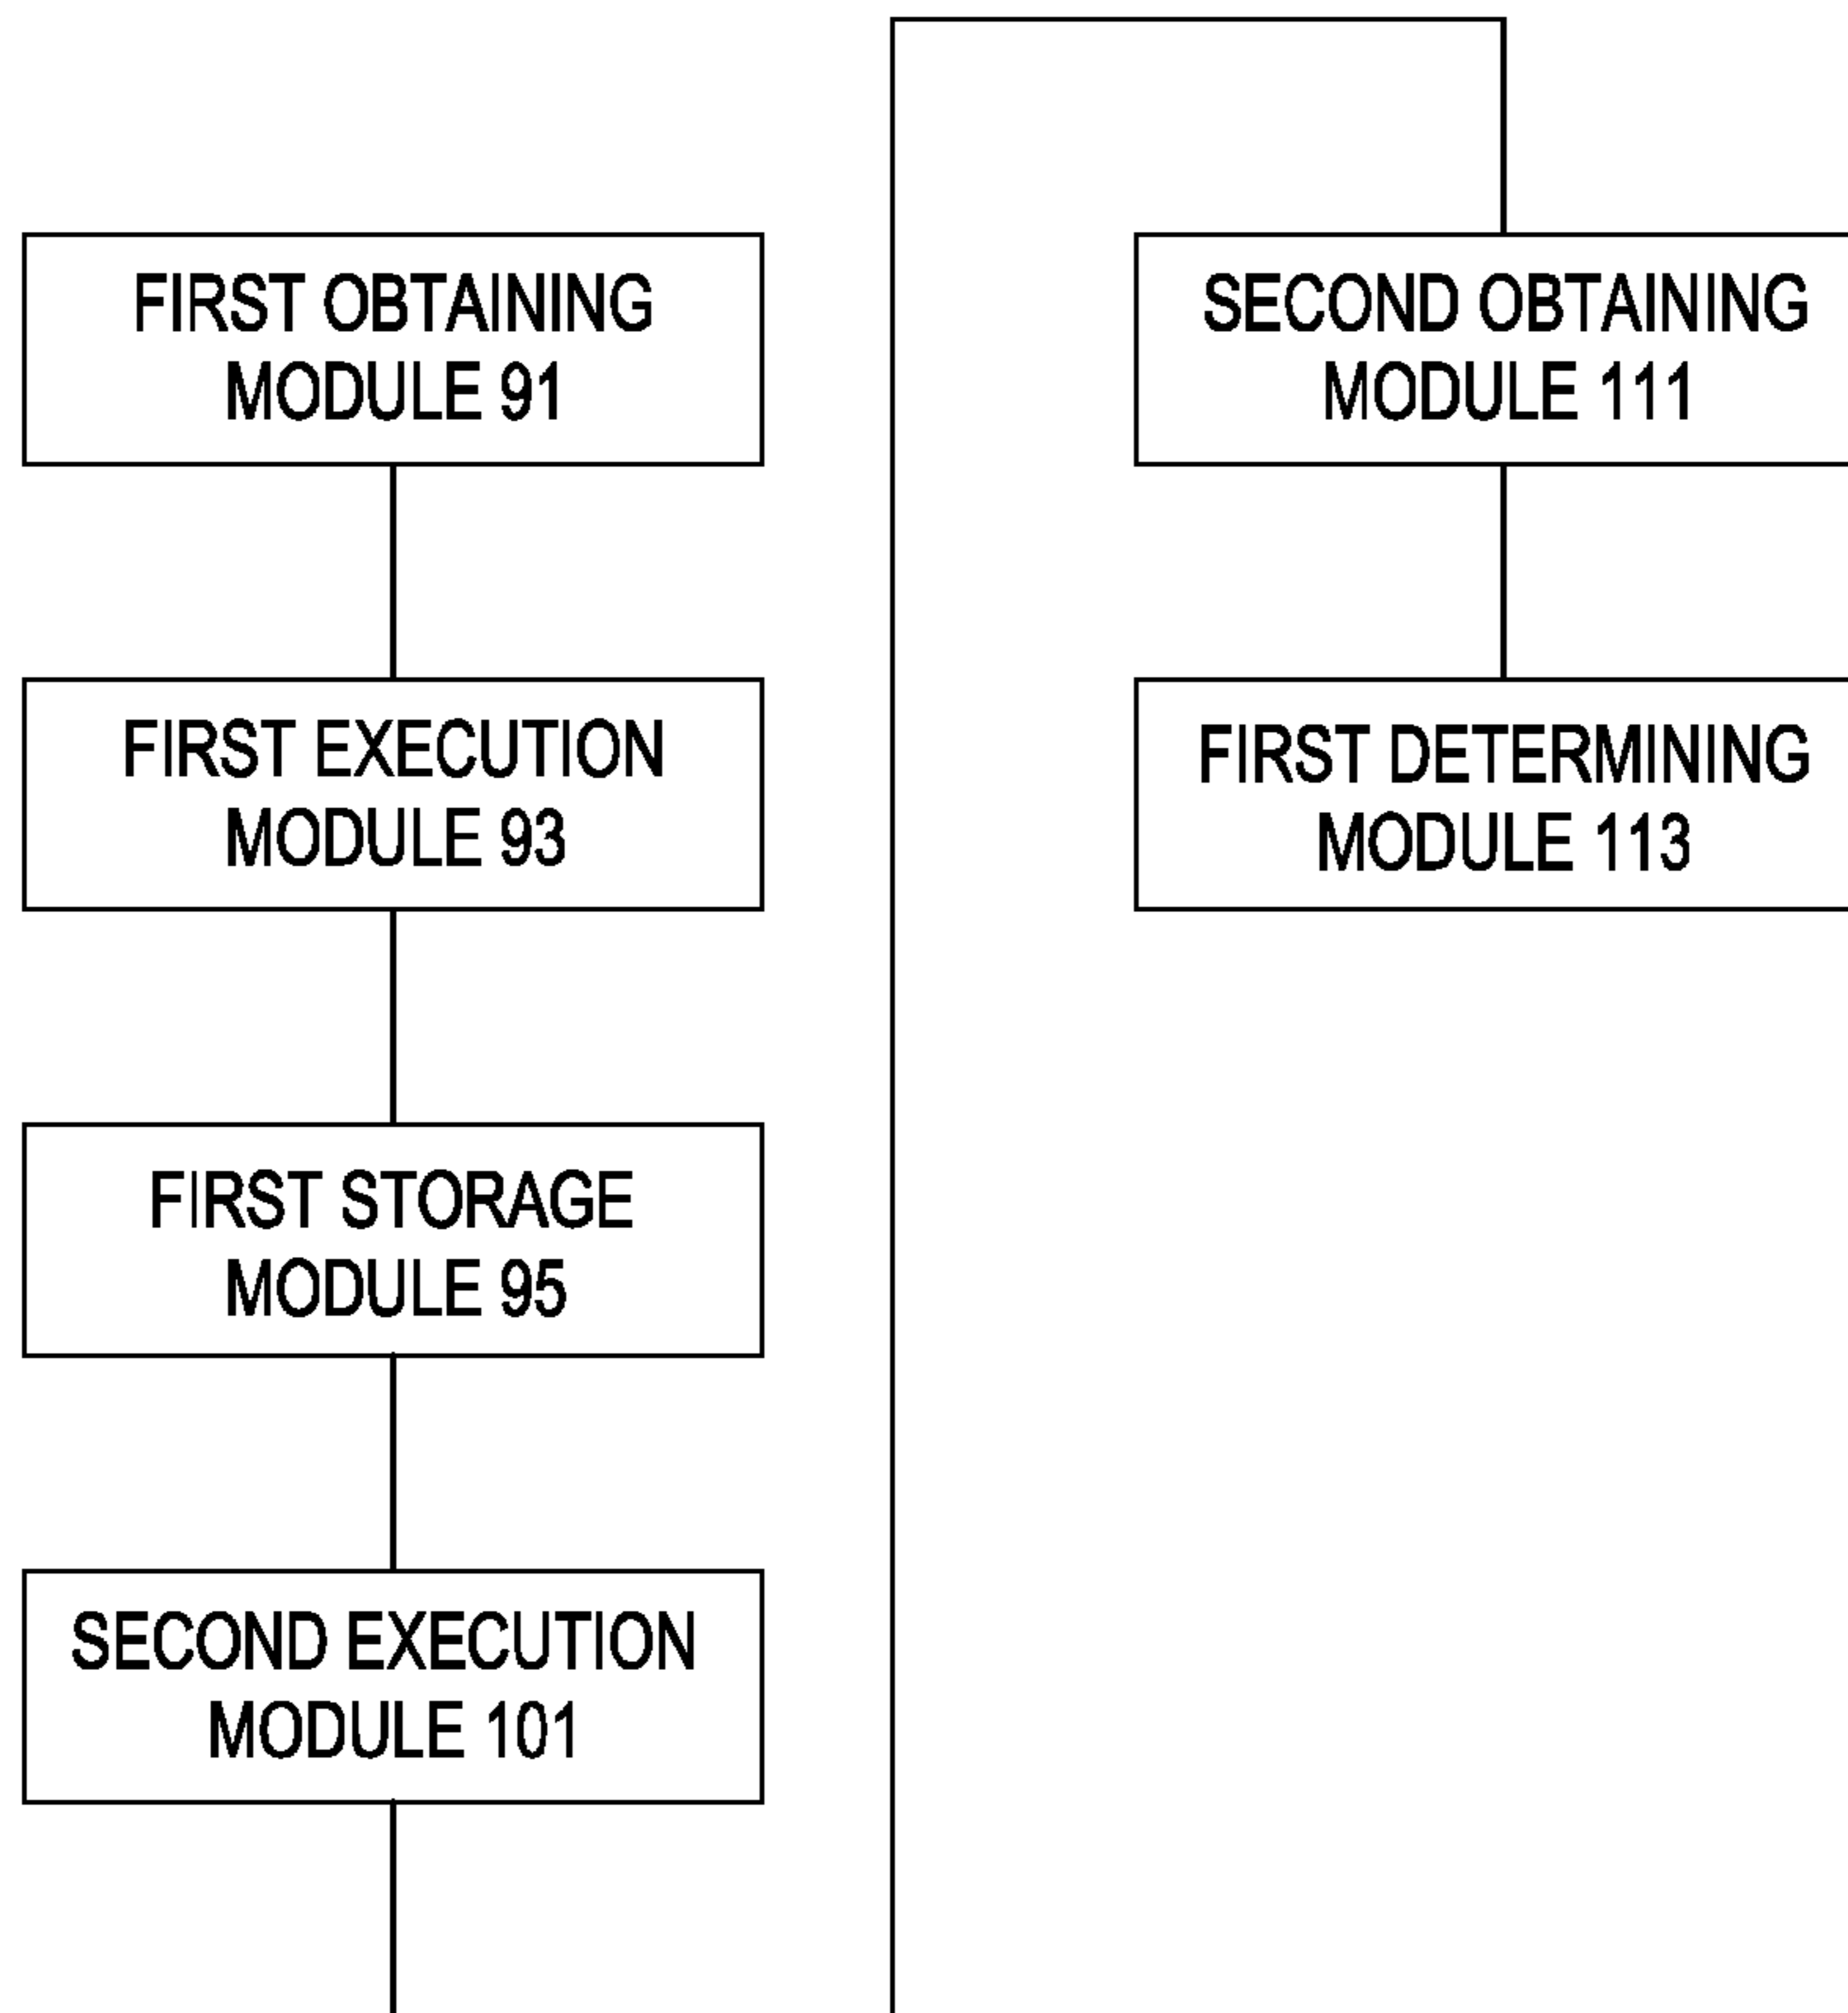 FIRST OBTAINING
MODULE 91
FIRST EXECUTION
MODULE 93
FIRST STORAGE
MODULE 95
SECOND EXECUTION
MODULE 101
SECOND OBTAINING
MODULE 111
FIRST DETERMINING
MODULE 113